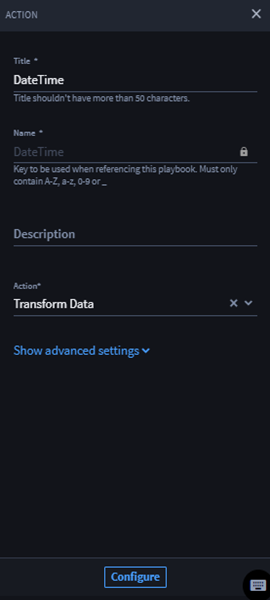 ACTION
Title *
DateTime
Title shouldn't have more than 50 characters.
Name *
DateTime
Key to be used when referencing this playbook. Must only
contain A-Z, a-z, 0-9 or _
Description
Action*
Transform Data
Show advanced settings
Configure